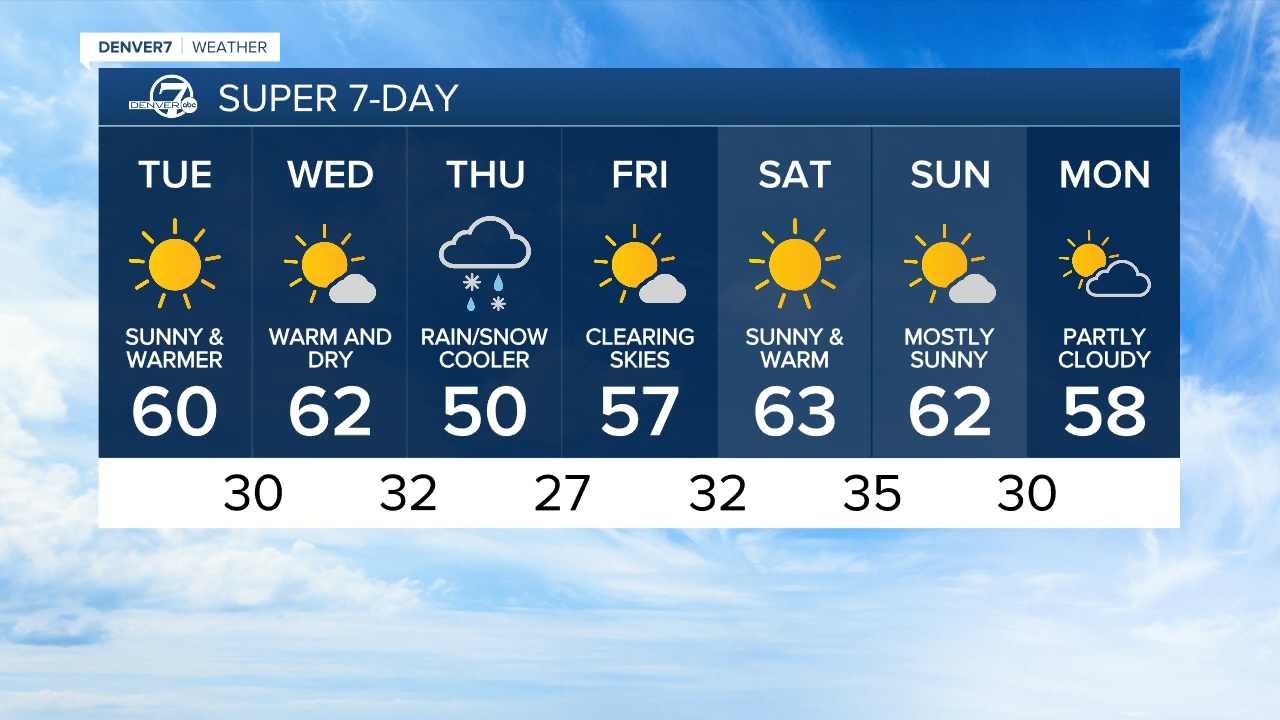 DENVER7 | WEATHER
7
DENVER abc
SUPER 7-DAY
TUE WED THU FRI SAT SUN MON
SUNNY & WARM AND RAIN/SNOW CLEARING SUNNY & MOSTLY PARTLY
WARMER DRY COOLER SKIES WARM SUNNY CLOUDY
60 62 50 57 63 62 58
30 32 27 32 35 30